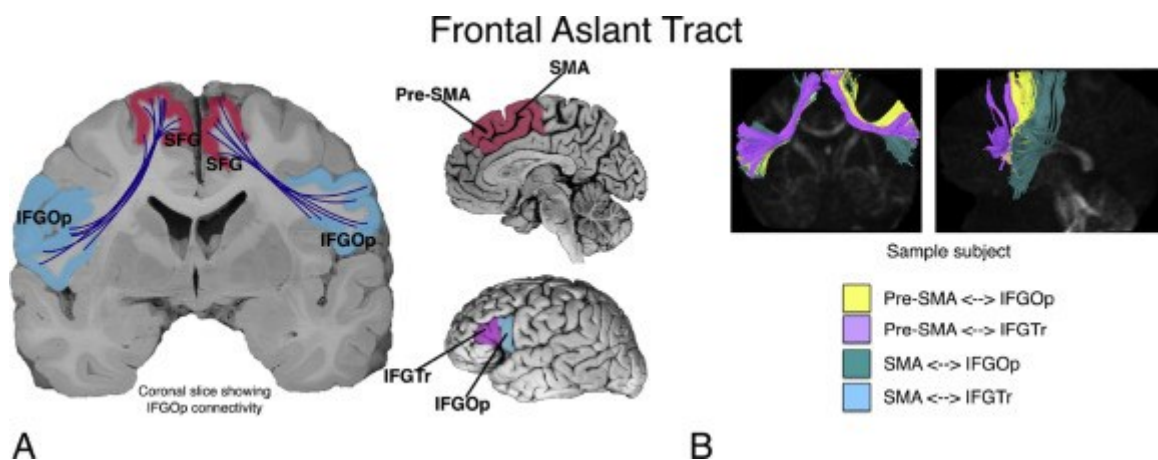 Frontal Aslant Tract
SFG
SFG
IFGOp
IFGOp
Coronal slice showing
IFGOp connectivity
SMA
Pre-SMA
IFGTr
IFGOp
A
Sample subject
Pre-SMA <--> IFGOp
Pre-SMA <--> IFGTr
SMA <--> IFGOp
SMA <--> IFGTr
B